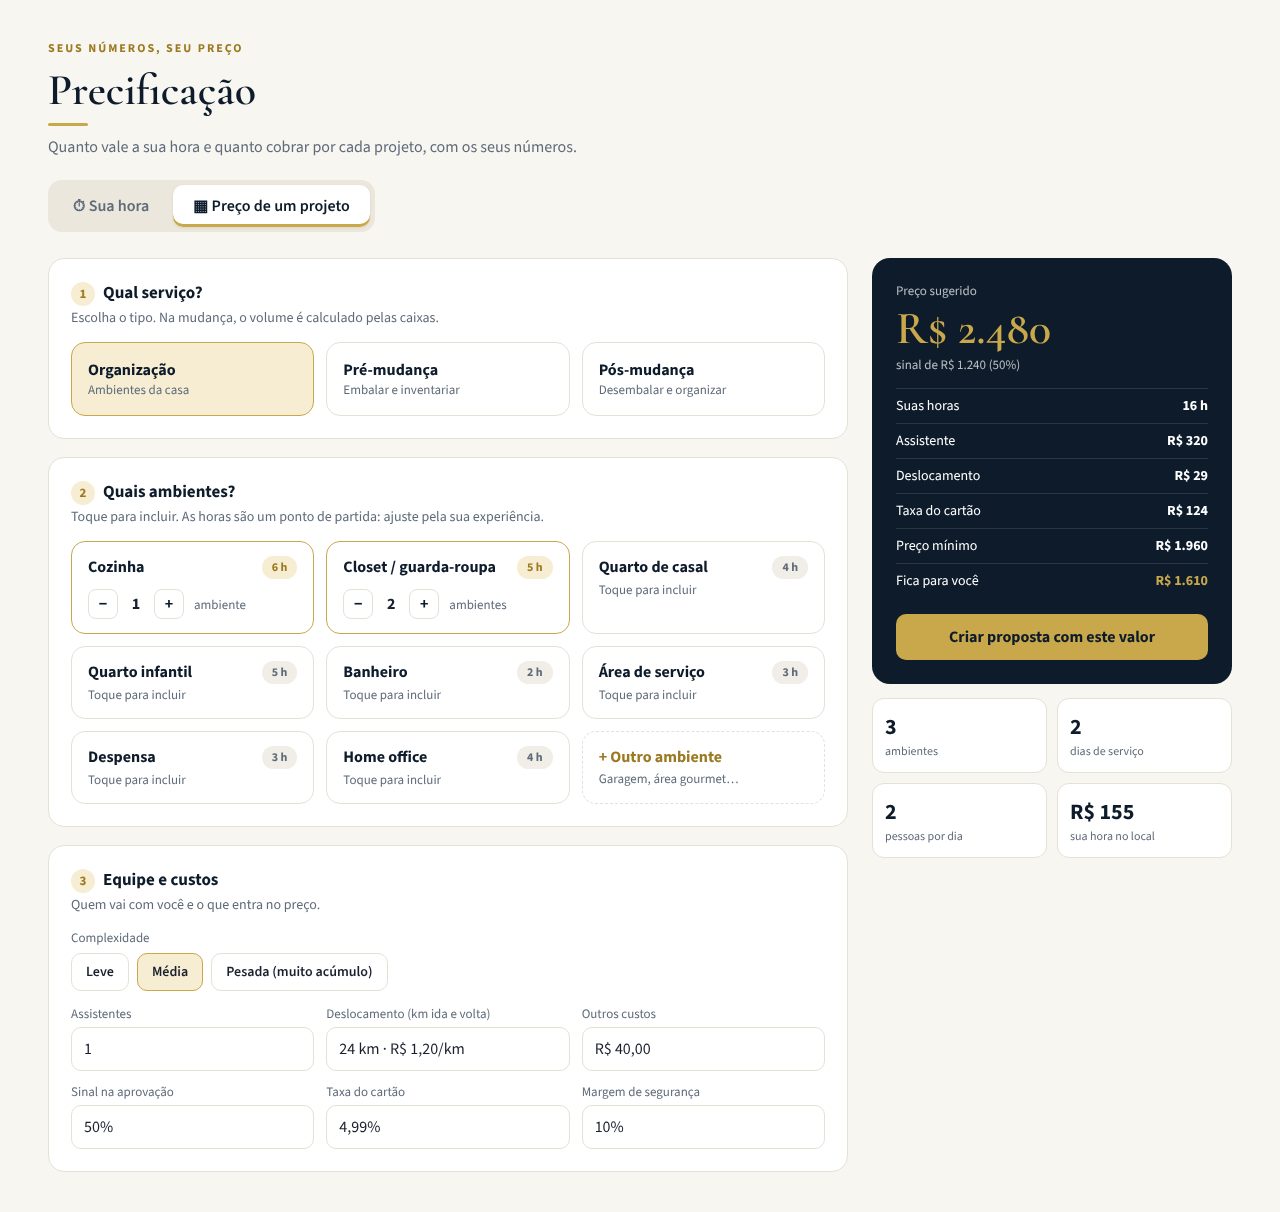 SEUS NÚMEROS, SEU PREÇO
Precificação
Quanto vale a sua hora e quanto cobrar por cada projeto, com os seus números.
⏱ Sua hora
▦ Preço de um projeto
1 Qual serviço?
Escolha o tipo. Na mudança, o volume é calculado pelas caixas.
Organização
Ambientes da casa
Pré-mudança
Embalar e inventariar
Pós-mudança
Desembalar e organizar
2 Quais ambientes?
Toque para incluir. As horas são um ponto de partida: ajuste pela sua experiência.
Cozinha 6 h
− 1 + ambiente
Closet / guarda-roupa 5 h
− 2 + ambientes
Quarto de casal 4 h
Toque para incluir
Quarto infantil 5 h
Toque para incluir
Banheiro 2 h
Toque para incluir
Área de serviço 3 h
Toque para incluir
Despensa 3 h
Toque para incluir
Home office 4 h
Toque para incluir
+ Outro ambiente
Garagem, área gourmet…
3 Equipe e custos
Quem vai com você e o que entra no preço.
Complexidade
Leve
Média
Pesada (muito acúmulo)
Assistentes
1
Deslocamento (km ida e volta)
24 km · R$ 1,20/km
Outros custos
R$ 40,00
Sinal na aprovação
50%
Taxa do cartão
4,99%
Margem de segurança
10%
Preço sugerido
R$ 2.480
sinal de R$ 1.240 (50%)
Suas horas 16 h
Assistente R$ 320
Deslocamento R$ 29
Taxa do cartão R$ 124
Preço mínimo R$ 1.960
Fica para você R$ 1.610
Criar proposta com este valor
3
ambientes
2
dias de serviço
2
pessoas por dia
R$ 155
sua hora no local